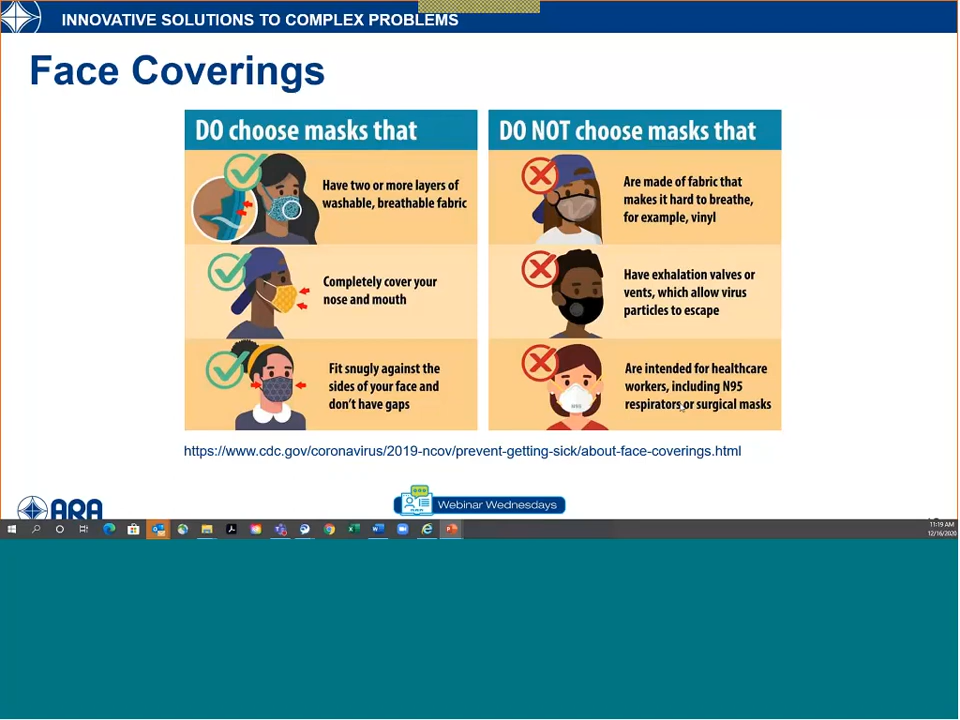 INNOVATIVE SOLUTIONS TO COMPLEX PROBLEMS
Face Coverings
DO choose masks that
Have two or more layers of
washable, breathable fabric
Completely cover your
nose and mouth
Fit snugly against the
sides of your face and
don't have gaps
DO NOT choose masks that
Are made of fabric that
makes it hard to breathe,
for example, vinyl
Have exhalation valves or
vents, which allow virus
particles to escape
N95
Are intended for healthcare
workers, including N95
respirators or surgical masks
https://www.cdc.gov/coronavirus/2019-ncov/prevent-getting-sick/about-face-coverings.html
ARA
Webinar Wednesdays
11:19 AM
12/16/2020